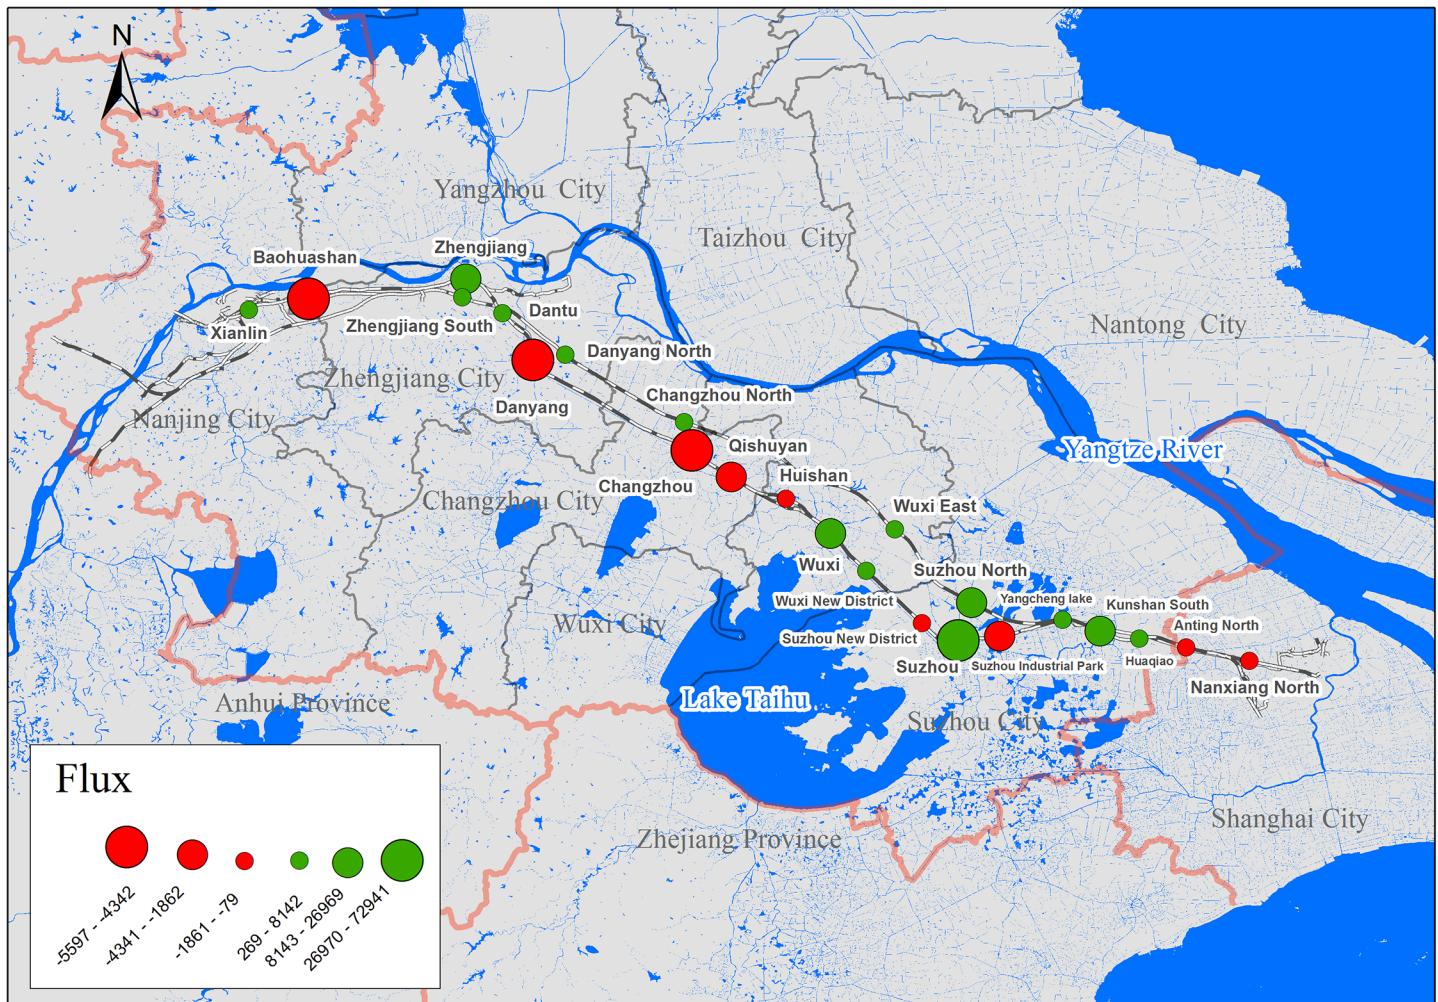 N
Yangzhou City
Taizhou City
Zhengjiang
Baohuashan
Nantong City
Dantu
Zhengjiang South
Xianlin
Danyang North
Zhengjiang City
Changzhou North
Danyang
Nanjing City
Qishuyan
Yangtze River
Huishan
Changzhou
Changzhou City
Wuxi East
Wuxi
Suzhou North
Yangcheng lake
Wuxi New District
Kunshan South
Wuxi City
Anting North
Suzhou New District
Suzhou
Suzhou Industrial Park
Huaqiao
Nanxiang North
Lake Taihu
Anhui Province
Suzhou City
Shanghai City
Zhejiang Province
Flux
-5597 - -4342
-4341 - -1862
-1861 - -79
269 - 8142
8143 - 26969
26970 - 72941